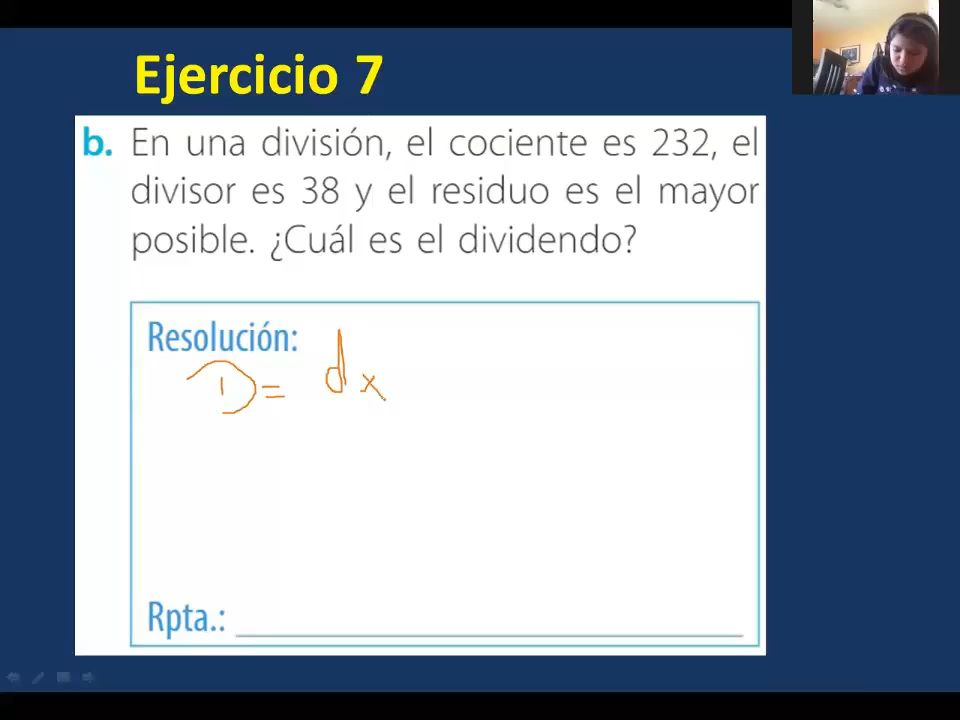 Ejercicio 7
b. En una división, el cociente es 232, el
divisor es 38 y el residuo es el mayor
posible. ¿Cuál es el dividendo?
Resolución:
D = d x
Rpta.: